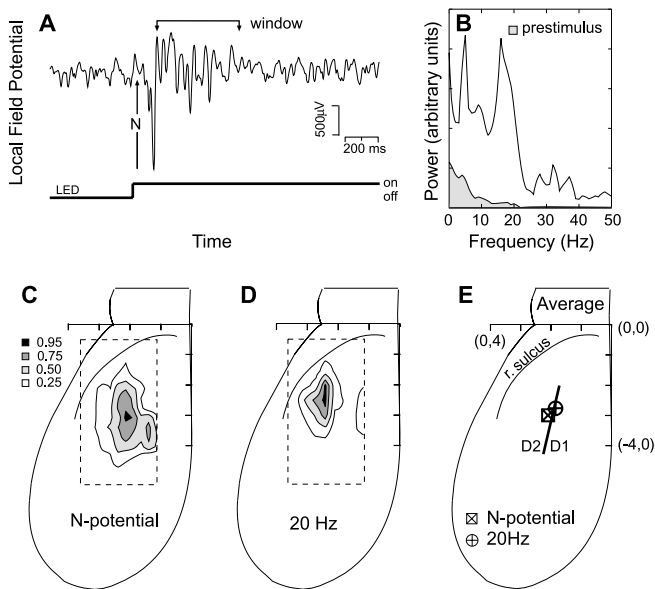 A
window
Local Field Potential
N
500µV
200 ms
LED
on
off
Time
B
prestimulus
Power (arbitrary units)
0 10 20 30 40 50
Frequency (Hz)
C
0.95
0.75
0.50
0.25
N-potential
D
20 Hz
E
Average
(0,0)
(0,4)
r. sulcus
D2 D1
(-4,0)
N-potential
20Hz